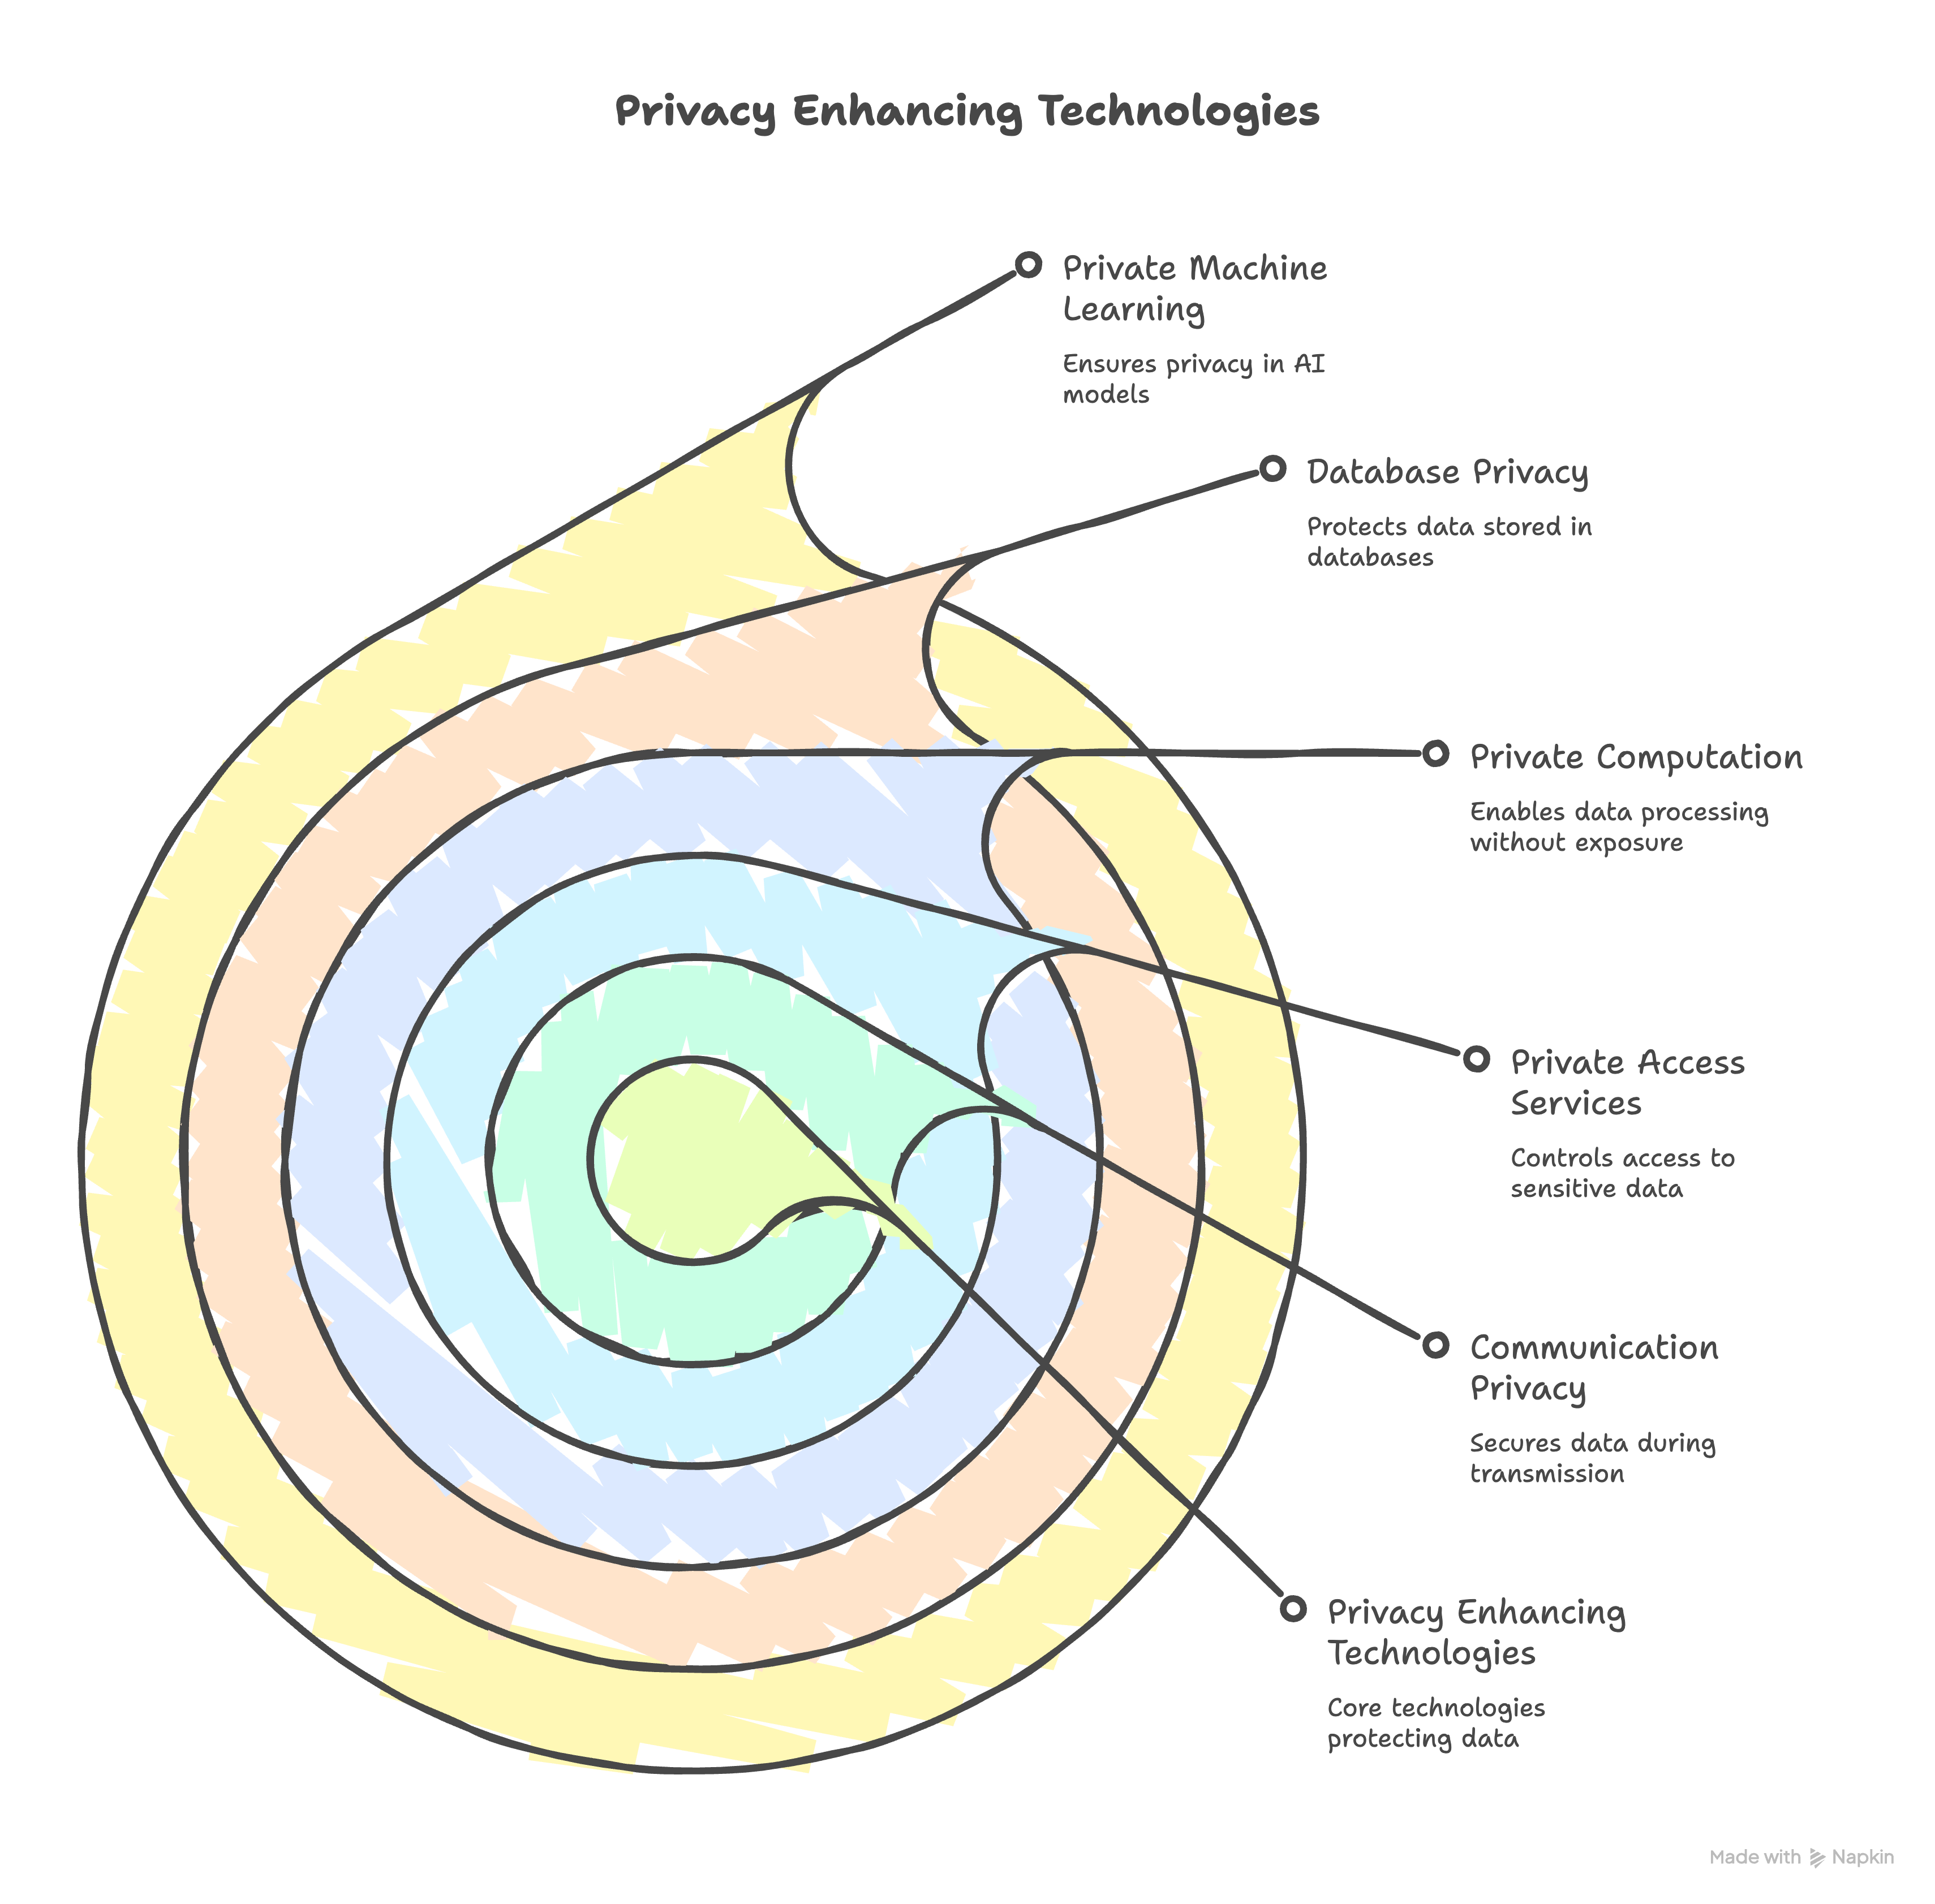 Privacy Enhancing Technologies
Private Machine
Learning
Ensures privacy in AI
models
Database Privacy
Protects data stored in
databases
Private Computation
Enables data processing
without exposure
Private Access
Services
Controls access to
sensitive data
Communication
Privacy
Secures data during
transmission
Privacy Enhancing
Technologies
Core technologies
protecting data
Made with Napkin